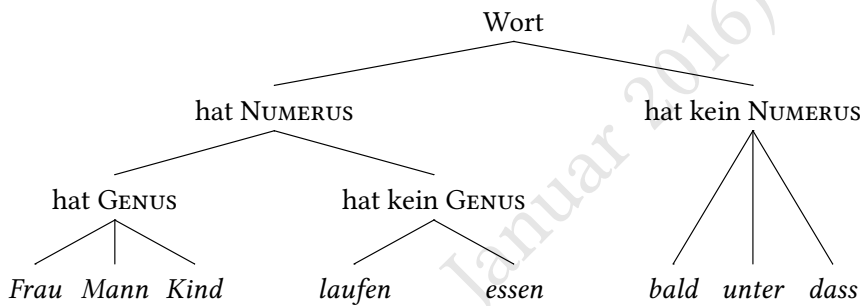 Wort
hat NUMERUS hat kein NUMERUS
hat GENUS hat kein GENUS
Frau Mann Kind laufen essen bald unter dass
Januar 2016)